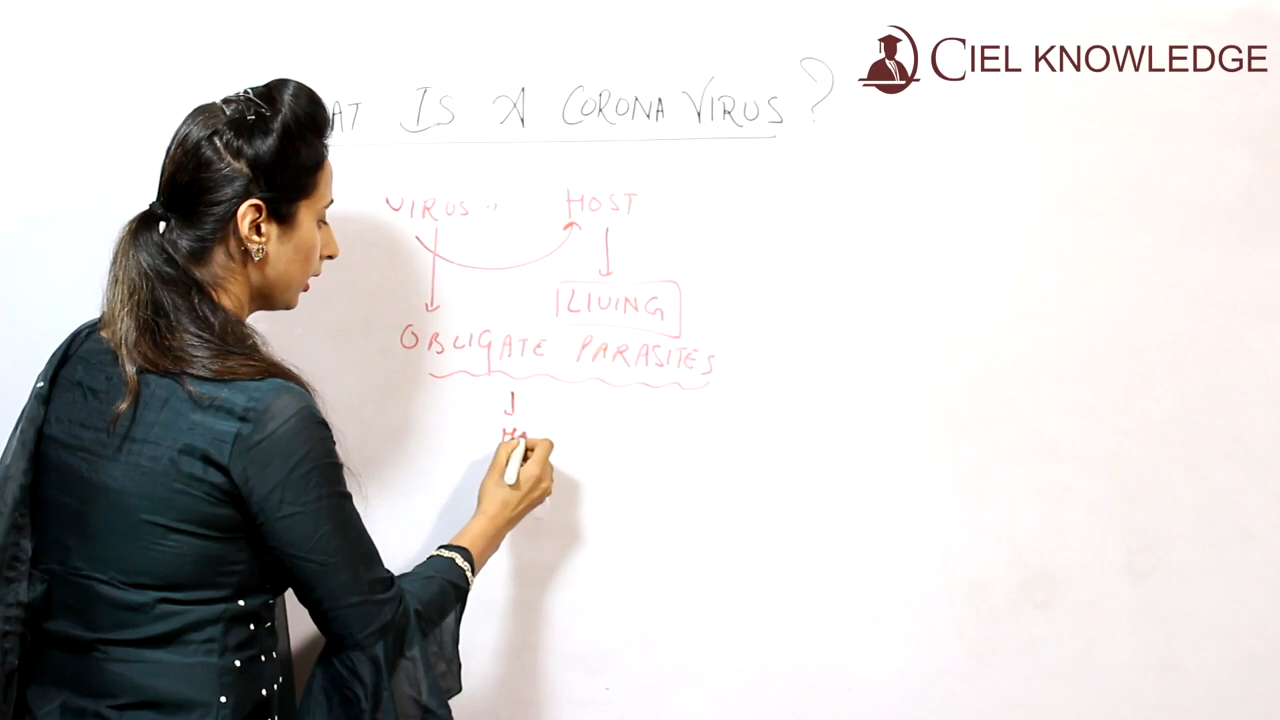 CIEL KNOWLEDGE
AT IS A CORONA VIRUS?
VIRUS HOST
LIVING
OBLIGATE PARASITES